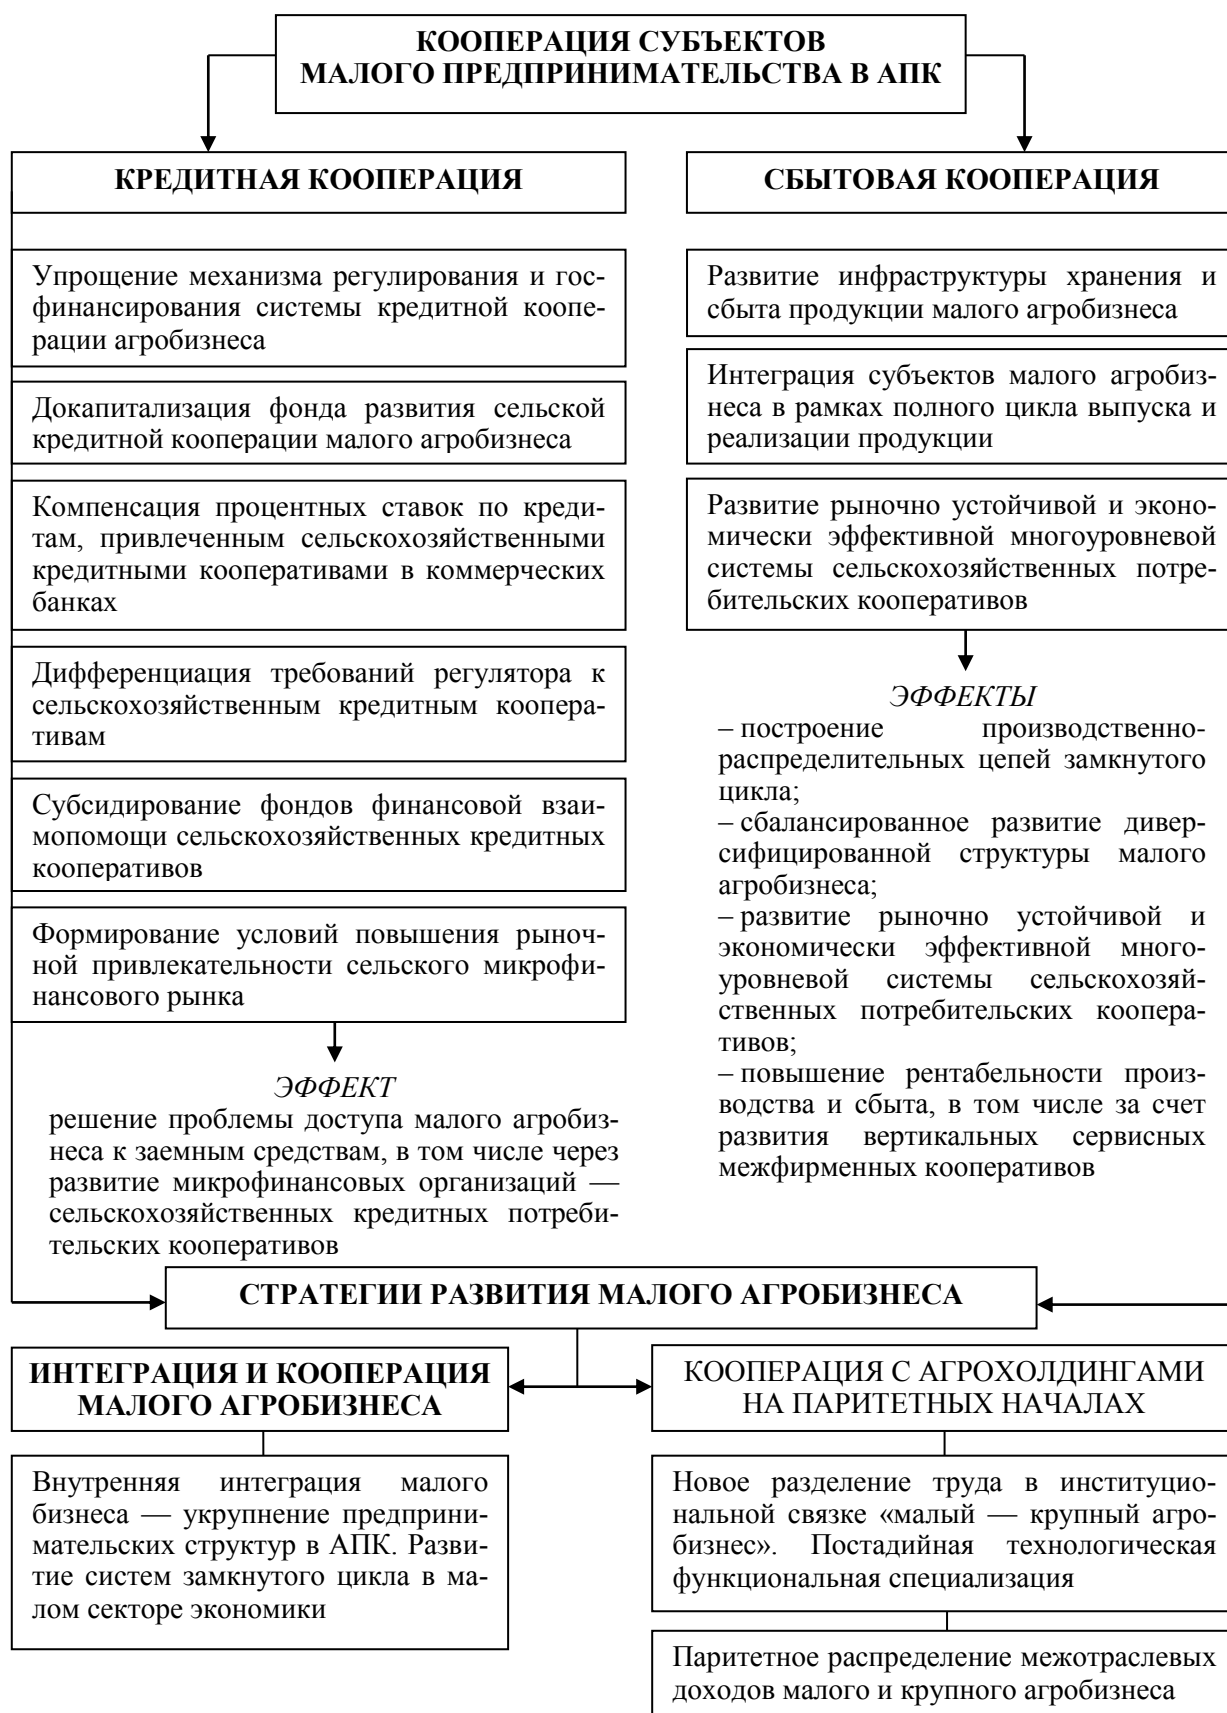 КООПЕРАЦИЯ СУБЪЕКТОВ
МАЛОГО ПРЕДПРИНИМАТЕЛЬСТВА В АПК
КРЕДИТНАЯ КООПЕРАЦИЯ
Упрощение механизма регулирования и гос-
финансирования системы кредитной коопе-
рации агробизнеса
Докапитализация фонда развития сельской
кредитной кооперации малого агробизнеса
Компенсация процентных ставок по креди-
там, привлеченным сельскохозяйственными
кредитными кооперативами в коммерческих
банках
Дифференциация требований регулятора к
сельскохозяйственным кредитным коопера-
тивам
Субсидирование фондов финансовой взаи-
мопомощи сельскохозяйственных кредитных
кооперативов
Формирование условий повышения рыноч-
ной привлекательности сельского микрофи-
нансового рынка
ЭФФЕКТ
решение проблемы доступа малого агробиз-
неса к заемным средствам, в том числе через
развитие микрофинансовых организаций —
сельскохозяйственных кредитных потреби-
тельских кооперативов
СБЫТОВАЯ КООПЕРАЦИЯ
Развитие инфраструктуры хранения и
сбыта продукции малого агробизнеса
Интеграция субъектов малого агробиз-
неса в рамках полного цикла выпуска и
реализации продукции
Развитие рыночно устойчивой и эконо-
мически эффективной многоуровневой
системы сельскохозяйственных потре-
бительских кооперативов
ЭФФЕКТЫ
– построение производственно-
распределительных цепей замкнутого
цикла;
– сбалансированное развитие дивер-
сифицированной структуры малого
агробизнеса;
– развитие рыночно устойчивой и
экономически эффективной много-
уровневой системы сельскохозяй-
ственных потребительских коопера-
тивов;
– повышение рентабельности произ-
водства и сбыта, в том числе за счет
развития вертикальных сервисных
межфирменных кооперативов
СТРАТЕГИИ РАЗВИТИЯ МАЛОГО АГРОБИЗНЕСА
ИНТЕГРАЦИЯ И КООПЕРАЦИЯ
МАЛОГО АГРОБИЗНЕСА
Внутренняя интеграция малого
бизнеса — укрупнение предприни-
мательских структур в АПК. Разви-
тие систем замкнутого цикла в ма-
лом секторе экономики
КООПЕРАЦИЯ С АГРОХОЛДИНГАМИ
НА ПАРИТЕТНЫХ НАЧАЛАХ
Новое разделение труда в институцио-
нальной связке «малый — крупный агро-
бизнес». Постадийная технологическая
функциональная специализация
Паритетное распределение межотраслевых
доходов малого и крупного агробизнеса